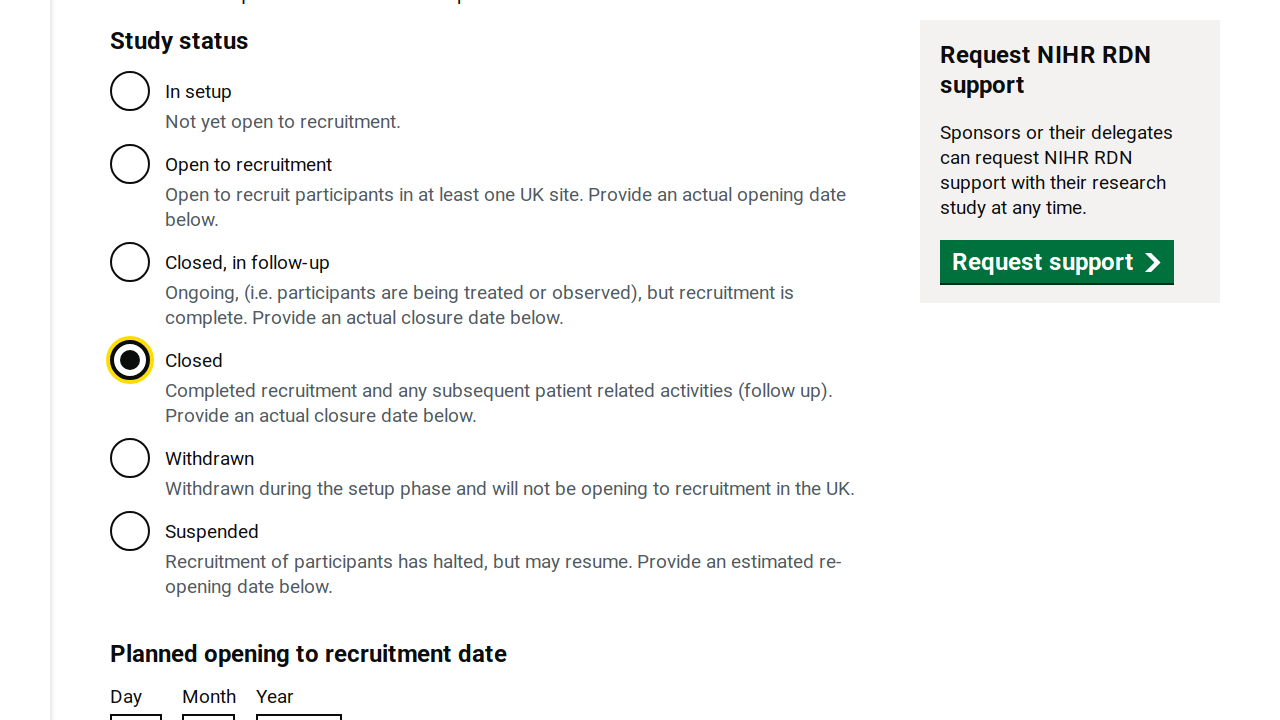 Study status
In setup
Not yet open to recruitment.
Open to recruitment
Open to recruit participants in at least one UK site. Provide an actual opening date
below.
Closed, in follow-up
Ongoing, (i.e. participants are being treated or observed), but recruitment is
complete. Provide an actual closure date below.
Closed
Completed recruitment and any subsequent patient related activities (follow up).
Provide an actual closure date below.
Withdrawn
Withdrawn during the setup phase and will not be opening to recruitment in the UK.
Suspended
Recruitment of participants has halted, but may resume. Provide an estimated re-
opening date below.
Planned opening to recruitment date
Day Month Year
Request NIHR RDN
support
Sponsors or their delegates
can request NIHR RDN
support with their research
study at any time.
Request support